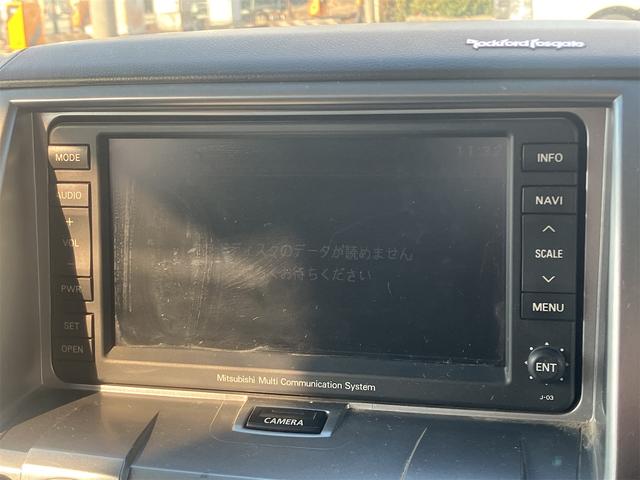 Rockford Fosgate
MODE
AUDIO
+
VOL
PWR
SET
OPEN
11:32
ディスクのデータが読めません
しばらくお待ちください
INFO
NAVI
SCALE
MENU
ENT
J-03
Mitsubishi Multi Communication System
CAMERA